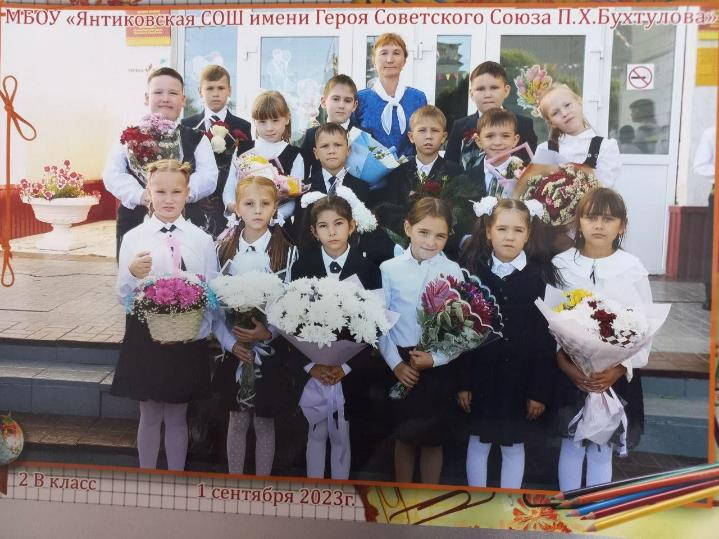 МБОУ «Янтиковская СОШ имени Героя Советского Союза П.Х.Бухтулова»
2 В класс
1 сентября 2023г.